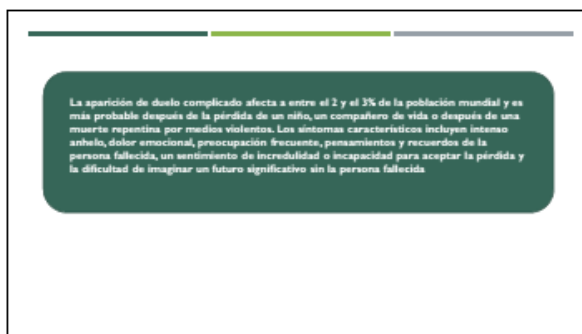 La aparición de duelo complicado afecta a entre el 2 y el 3% de la población mundial y es
más probable después de la pérdida de un niño, un compañero de vida o después de una
muerte repentina por medios violentos. Los síntomas característicos incluyen intenso
anhelo, dolor emocional, preocupación frecuente, pensamientos y recuerdos de la
persona fallecida, un sentimiento de incredulidad o incapacidad para aceptar la pérdida y
la dificultad de imaginar un futuro significativo sin la persona fallecida